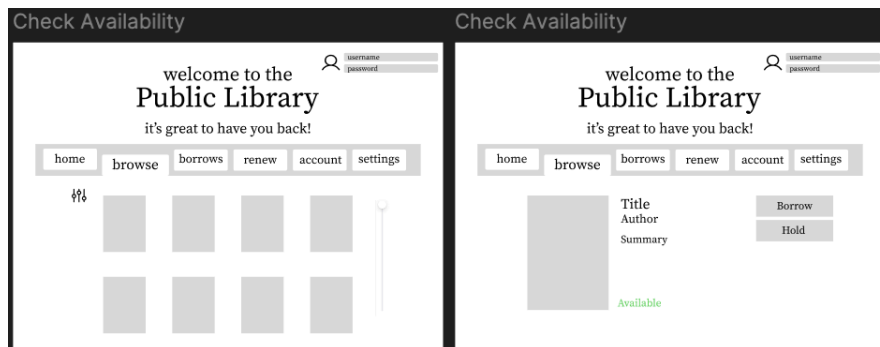 Check Availability
username
password
welcome to the
Public Library
it's great to have you back!
home browse borrows renew account settings
Check Availability
username
password
welcome to the
Public Library
it's great to have you back!
home browse borrows renew account settings
Title
Author
Summary
Available
Borrow
Hold